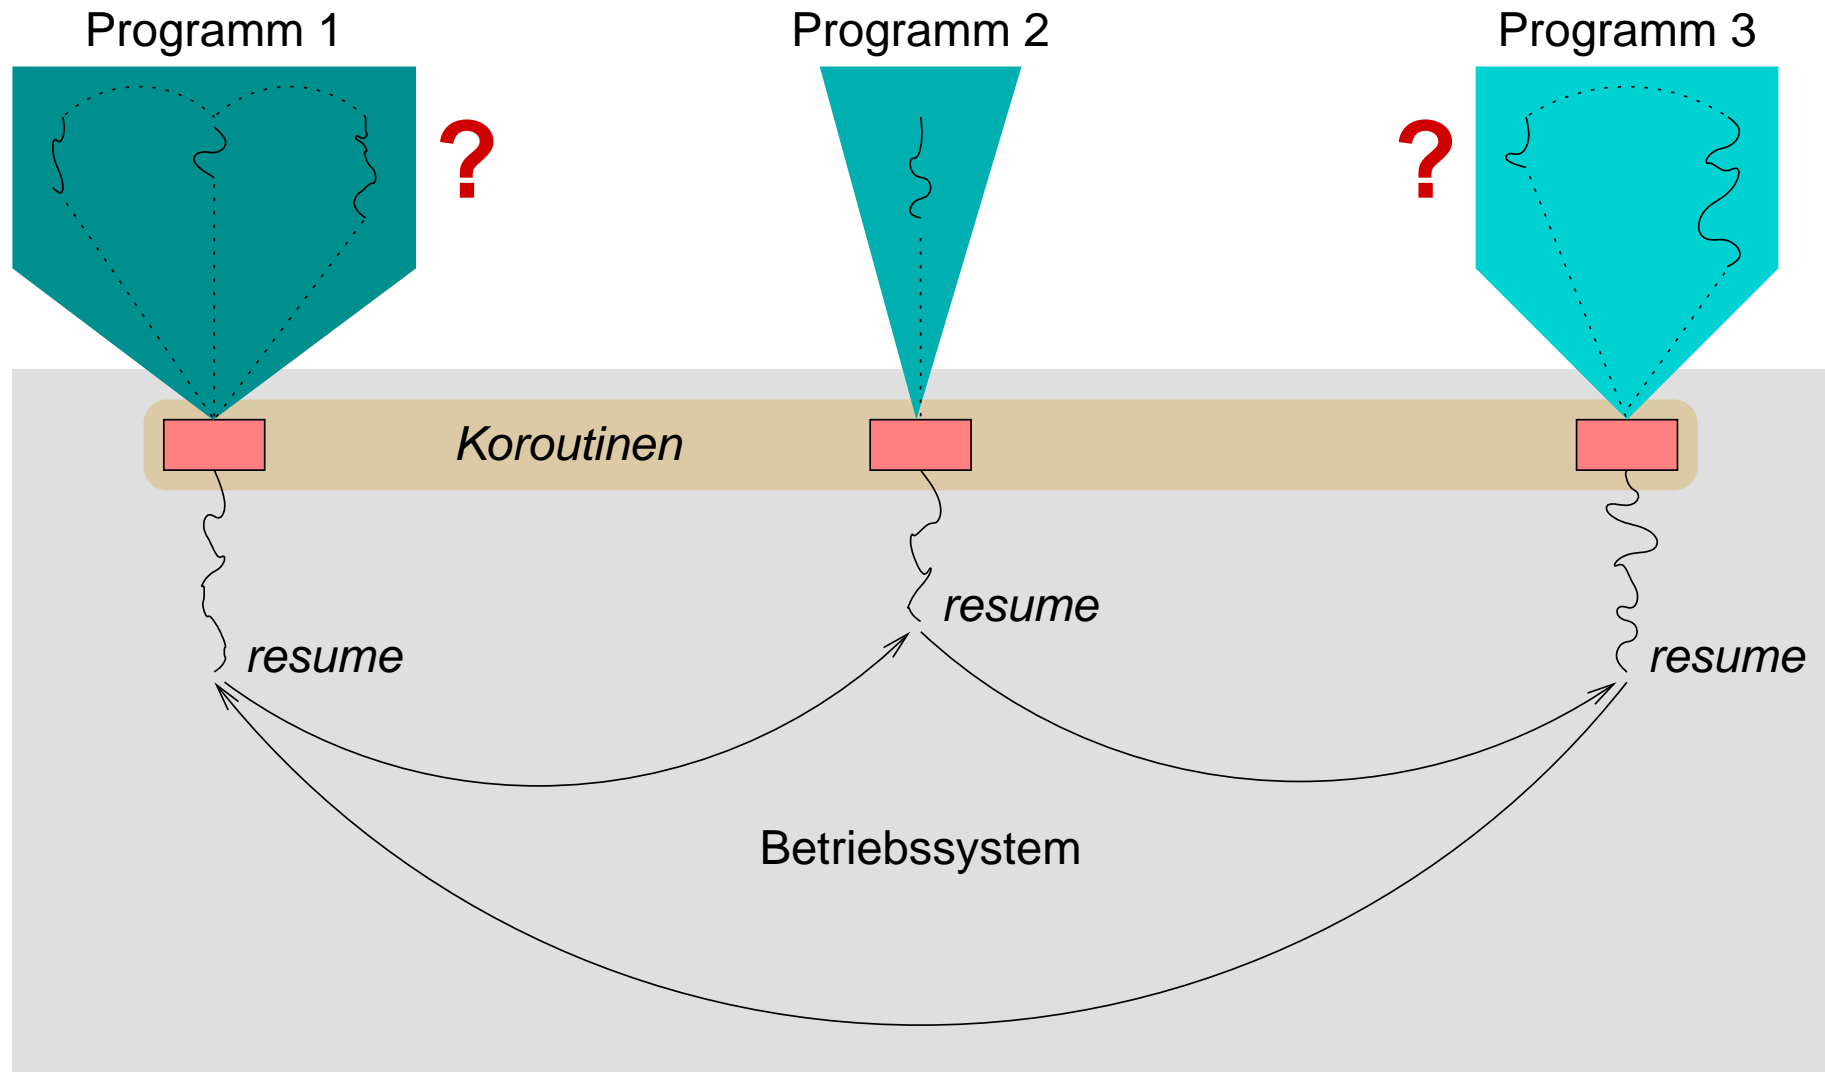 Programm 1
Programm 2
Programm 3
?
?
Koroutinen
resume
resume
resume
Betriebssystem